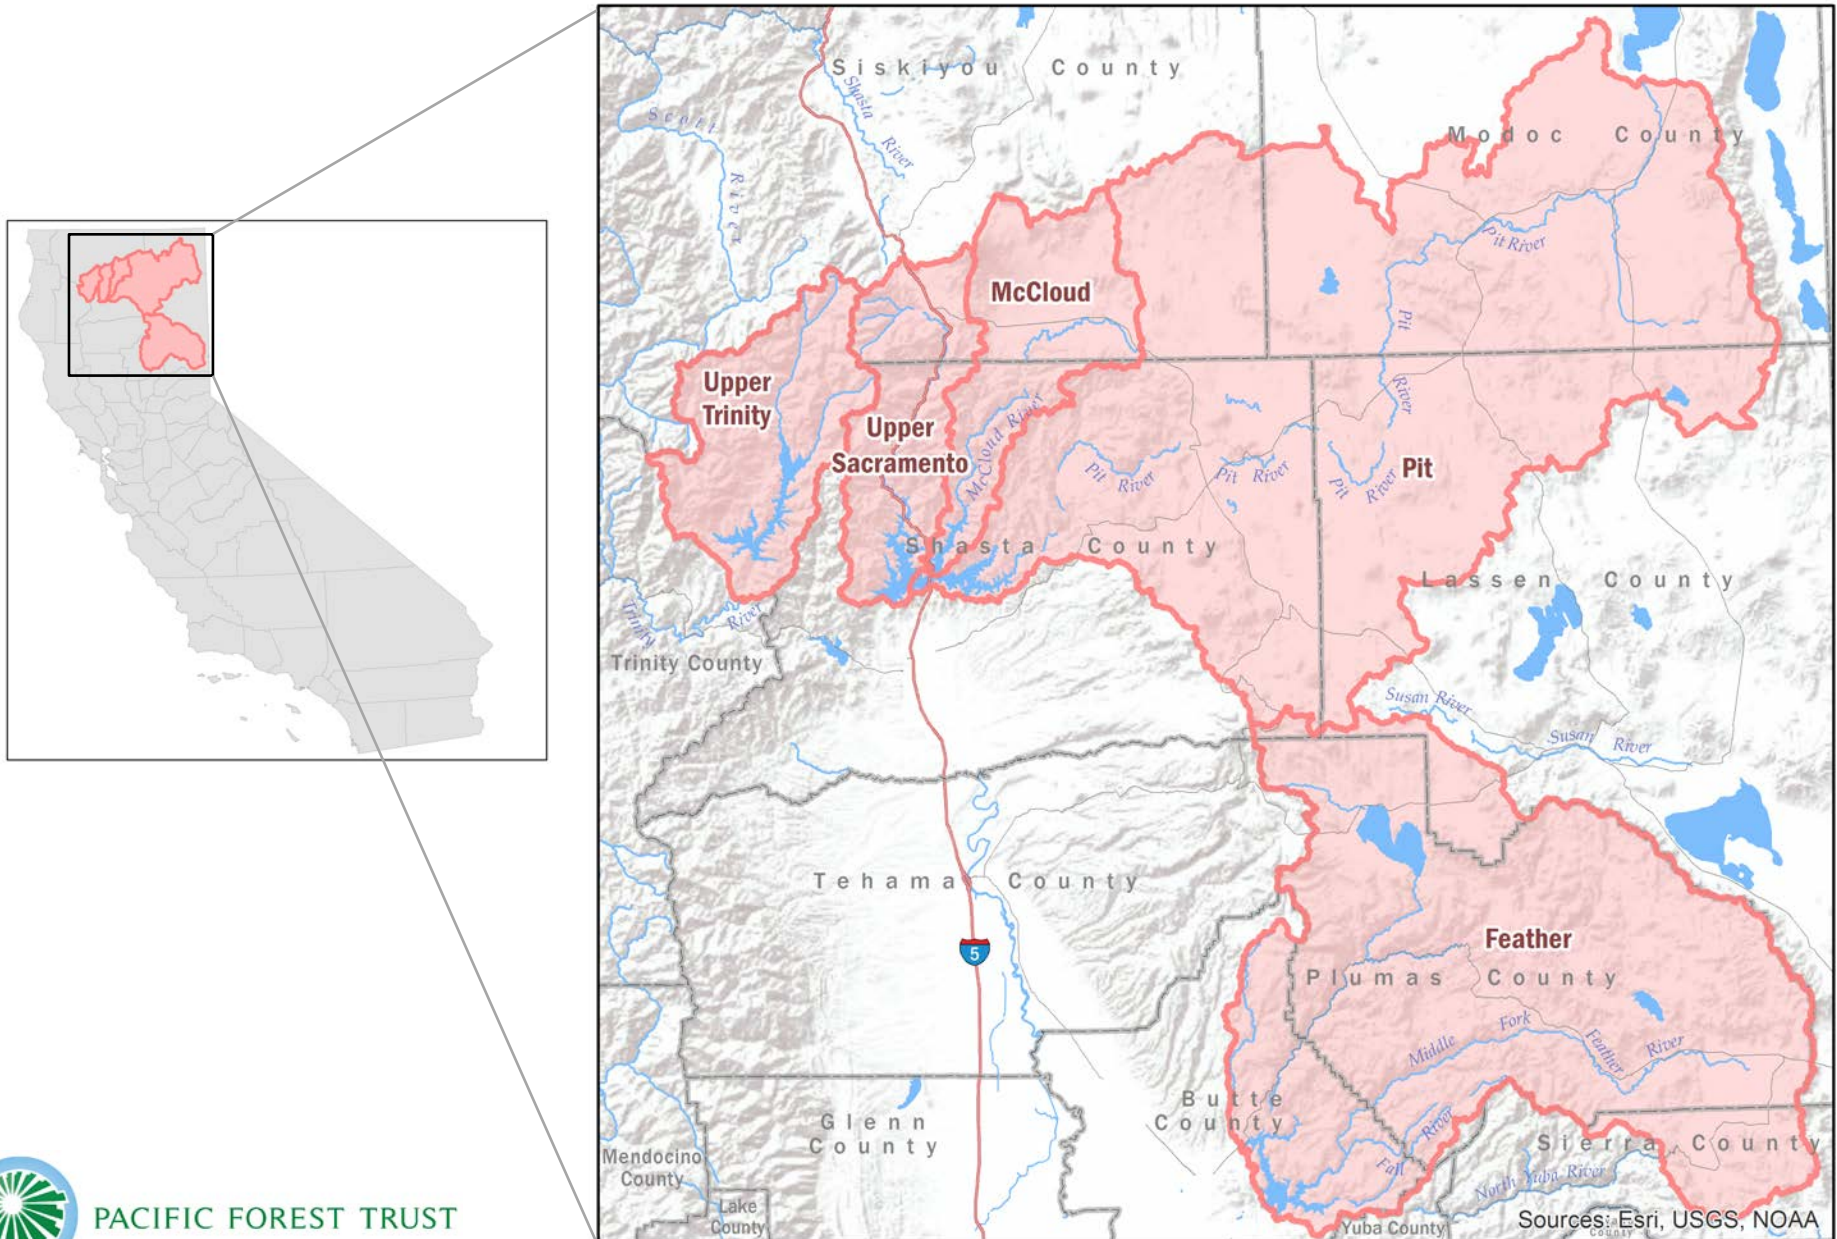 Siskiyou County
Shasta River
Scott River
Modoc County
Pit River
McCloud
Pit River
Upper Trinity
Upper Sacramento
McCloud River
Pit River
Pit River
Pit River
Pit
Shasta County
Lassen County
Trinity River
Trinity County
Susan River
Susan River
Tehama County
5
Feather
Plumas County
Middle Fork Feather River
Butte County
Glenn County
Fall River
Sierra County
Mendocino County
North Yuba River
Lake County
Yuba County
Sources: Esri, USGS, NOAA
PACIFIC FOREST TRUST